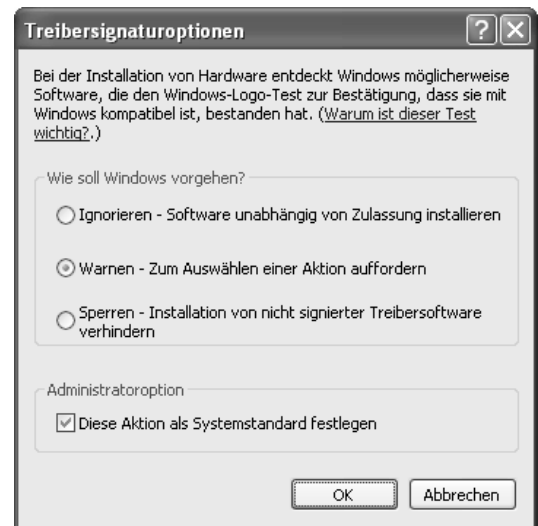 Treibersignaturoptionen
Bei der Installation von Hardware entdeckt Windows möglicherweise
Software, die den Windows-Logo-Test zur Bestätigung, dass sie mit
Windows kompatibel ist, bestanden hat. (Warum ist dieser Test
wichtig?.)
Wie soll Windows vorgehen?
Ignorieren - Software unabhängig von Zulassung installieren
Warnen - Zum Auswählen einer Aktion auffordern
Sperren - Installation von nicht signierter Treibersoftware
verhindern
Administratoroption
Diese Aktion als Systemstandard festlegen
OK Abbrechen